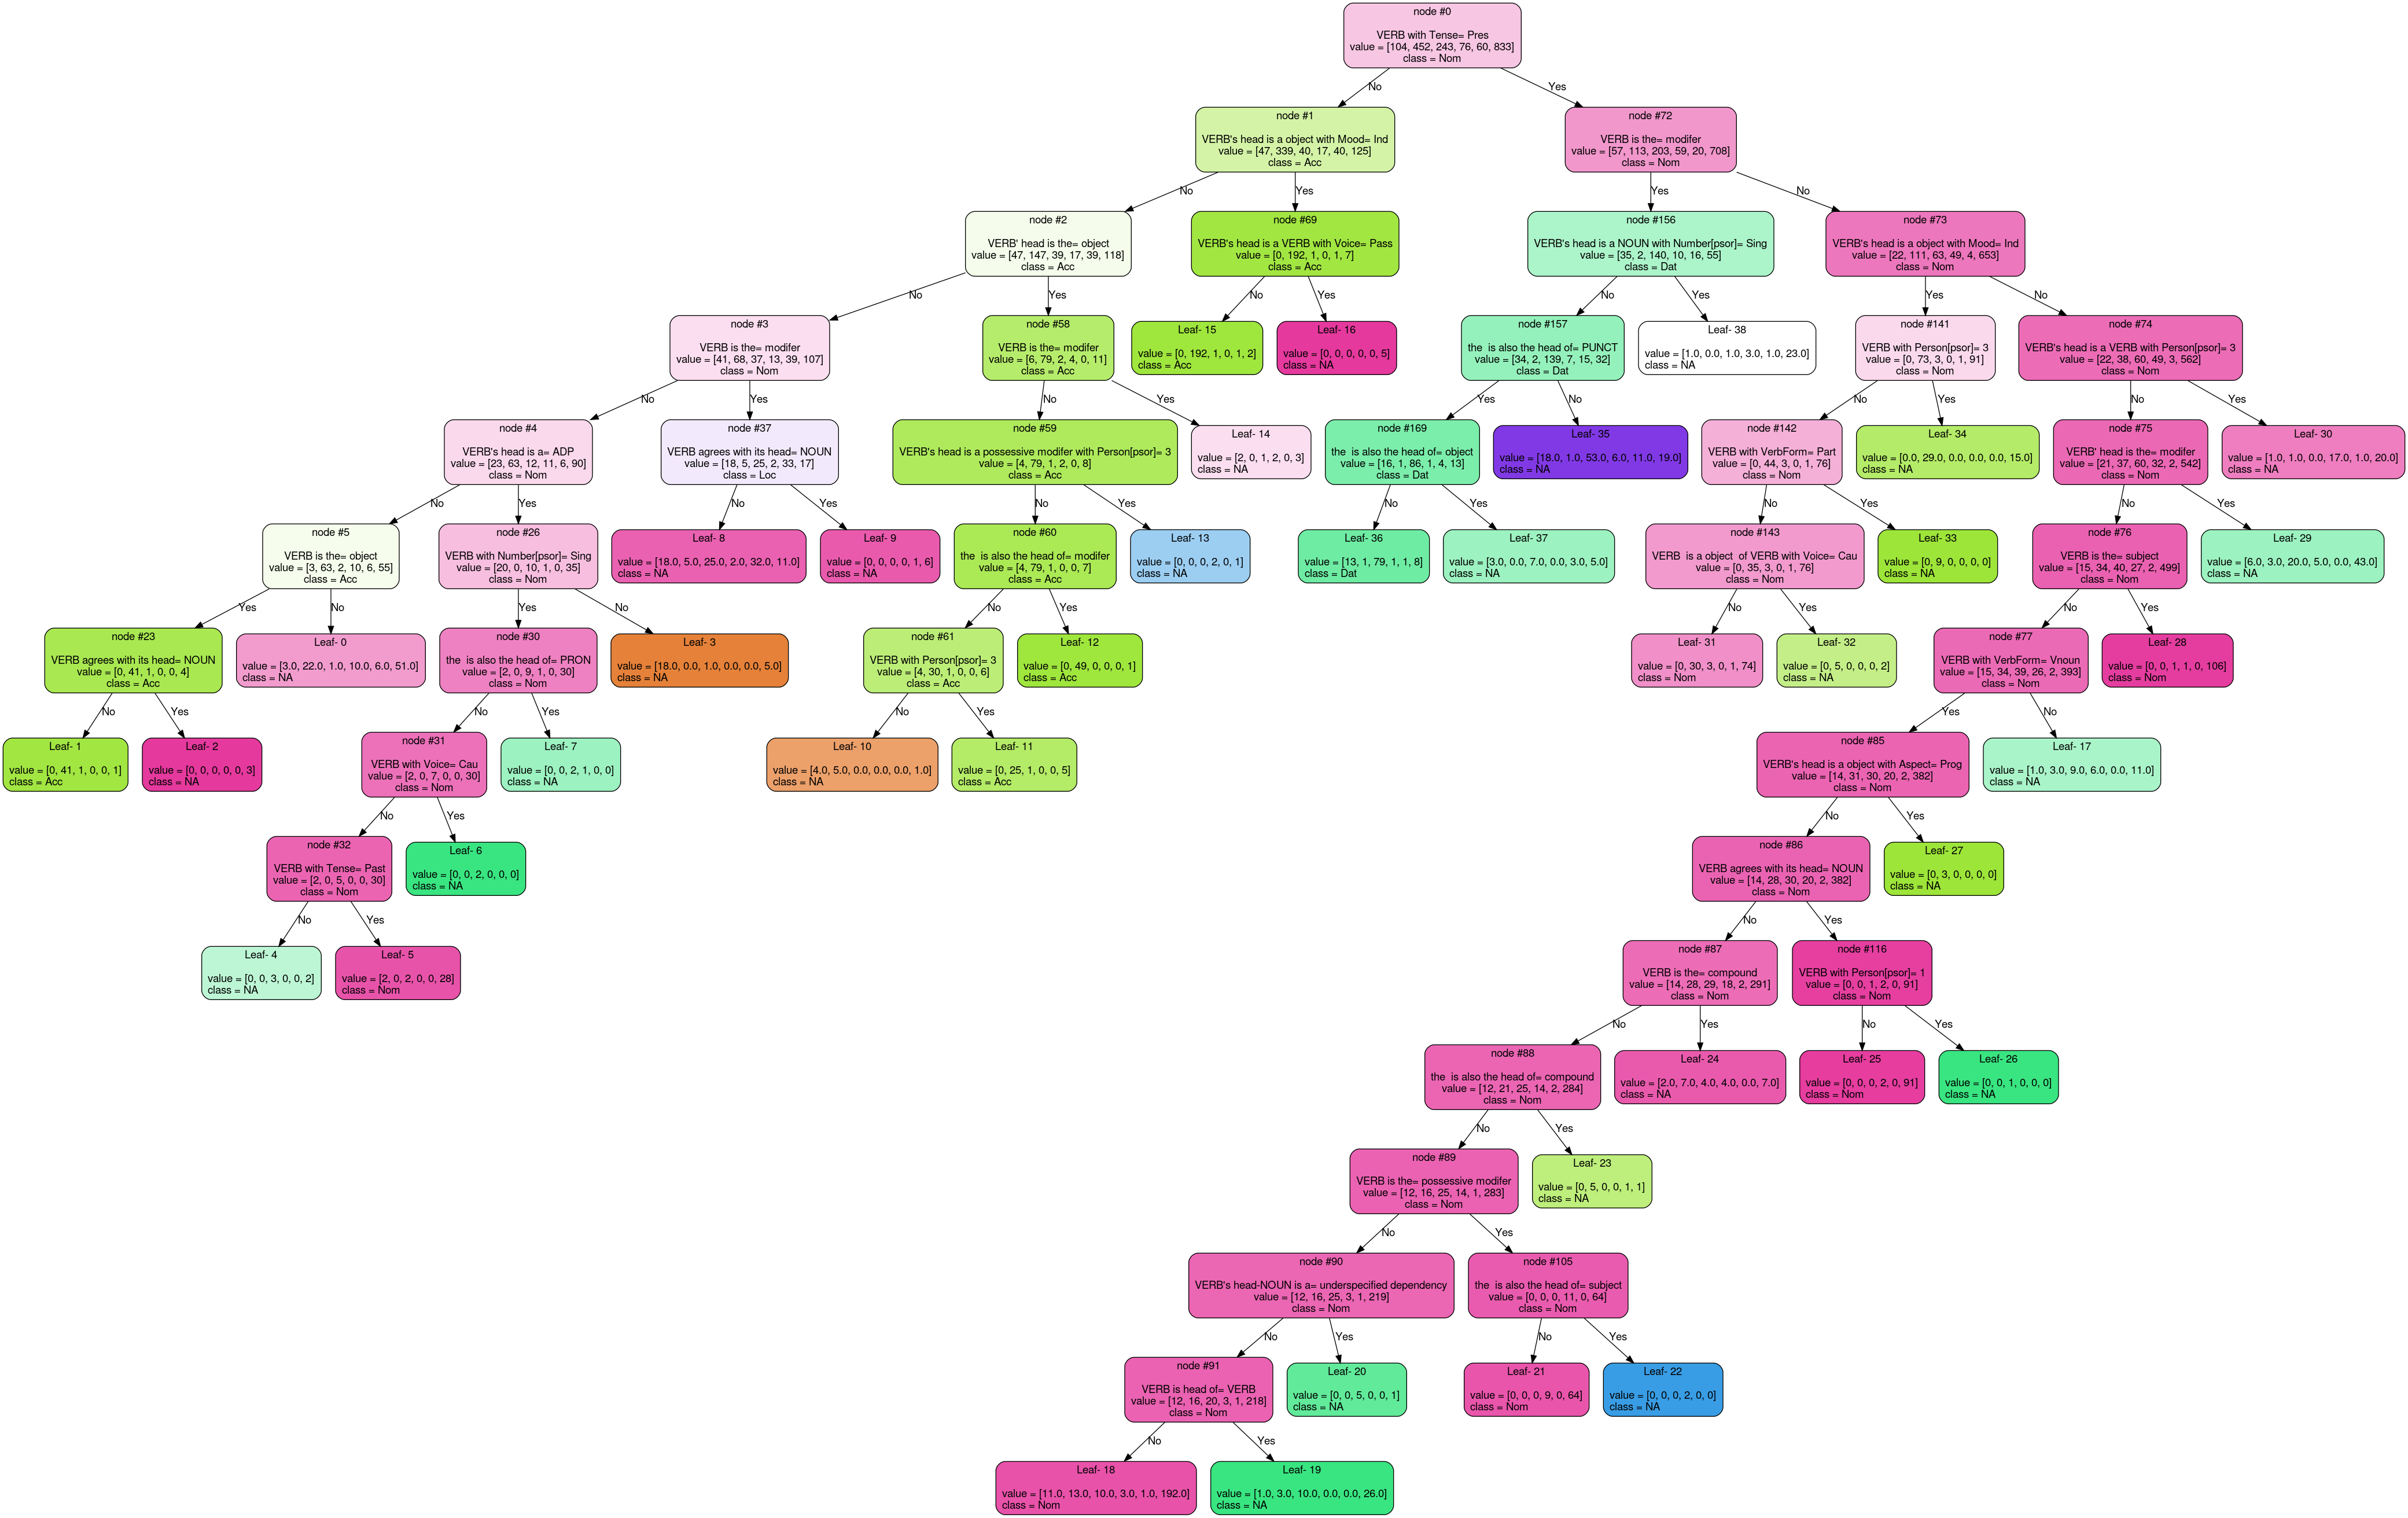 node #0
VERB with Tense= Pres
value = [104, 452, 243, 76, 60, 833]
class = Nom
No
Yes
node #1
VERB's head is a object with Mood= Ind
value = [47, 339, 40, 17, 40, 125]
class = Acc
node #72
VERB is the= modifer
value = [57, 113, 203, 59, 20, 708]
class = Nom
No
Yes
Yes
No
node #2
VERB' head is the= object
value = [47, 147, 39, 17, 39, 118]
class = Acc
node #69
VERB's head is a VERB with Voice= Pass
value = [0, 192, 1, 0, 1, 7]
class = Acc
node #156
VERB's head is a NOUN with Number[psor]= Sing
value = [35, 2, 140, 10, 16, 55]
class = Dat
node #73
VERB's head is a object with Mood= Ind
value = [22, 111, 63, 49, 4, 653]
class = Nom
No
Yes
No
Yes
No
Yes
Yes
No
node #3
VERB is the= modifer
value = [41, 68, 37, 13, 39, 107]
class = Nom
node #58
VERB is the= modifer
value = [6, 79, 2, 4, 0, 11]
class = Acc
Leaf- 15
value = [0, 192, 1, 0, 1, 2]
class = Acc
Leaf- 16
value = [0, 0, 0, 0, 0, 5]
class = NA
node #157
the  is also the head of= PUNCT
value = [34, 2, 139, 7, 15, 32]
class = Dat
Leaf- 38
value = [1.0, 0.0, 1.0, 3.0, 1.0, 23.0]
class = NA
node #141
VERB with Person[psor]= 3
value = [0, 73, 3, 0, 1, 91]
class = Nom
node #74
VERB's head is a VERB with Person[psor]= 3
value = [22, 38, 60, 49, 3, 562]
class = Nom
No
Yes
No
Yes
Yes
No
No
Yes
No
Yes
node #4
VERB's head is a= ADP
value = [23, 63, 12, 11, 6, 90]
class = Nom
node #37
VERB agrees with its head= NOUN
value = [18, 5, 25, 2, 33, 17]
class = Loc
node #59
VERB's head is a possessive modifer with Person[psor]= 3
value = [4, 79, 1, 2, 0, 8]
class = Acc
Leaf- 14
value = [2, 0, 1, 2, 0, 3]
class = NA
node #169
the  is also the head of= object
value = [16, 1, 86, 1, 4, 13]
class = Dat
Leaf- 35
value = [18.0, 1.0, 53.0, 6.0, 11.0, 19.0]
class = NA
node #142
VERB with VerbForm= Part
value = [0, 44, 3, 0, 1, 76]
class = Nom
Leaf- 34
value = [0.0, 29.0, 0.0, 0.0, 0.0, 15.0]
class = NA
node #75
VERB' head is the= modifer
value = [21, 37, 60, 32, 2, 542]
class = Nom
Leaf- 30
value = [1.0, 1.0, 0.0, 17.0, 1.0, 20.0]
class = NA
No
Yes
No
Yes
No
Yes
No
Yes
No
Yes
No
Yes
node #5
VERB is the= object
value = [3, 63, 2, 10, 6, 55]
class = Acc
node #26
VERB with Number[psor]= Sing
value = [20, 0, 10, 1, 0, 35]
class = Nom
Leaf- 8
value = [18.0, 5.0, 25.0, 2.0, 32.0, 11.0]
class = NA
Leaf- 9
value = [0, 0, 0, 0, 1, 6]
class = NA
node #60
the  is also the head of= modifer
value = [4, 79, 1, 0, 0, 7]
class = Acc
Leaf- 13
value = [0, 0, 0, 2, 0, 1]
class = NA
Leaf- 36
value = [13, 1, 79, 1, 1, 8]
class = Dat
Leaf- 37
value = [3.0, 0.0, 7.0, 0.0, 3.0, 5.0]
class = NA
node #143
VERB  is a object  of VERB with Voice= Cau
value = [0, 35, 3, 0, 1, 76]
class = Nom
Leaf- 33
value = [0, 9, 0, 0, 0, 0]
class = NA
node #76
VERB is the= subject
value = [15, 34, 40, 27, 2, 499]
class = Nom
Leaf- 29
value = [6.0, 3.0, 20.0, 5.0, 0.0, 43.0]
class = NA
Yes
No
Yes
No
No
Yes
No
Yes
No
Yes
node #23
VERB agrees with its head= NOUN
value = [0, 41, 1, 0, 0, 4]
class = Acc
Leaf- 0
value = [3.0, 22.0, 1.0, 10.0, 6.0, 51.0]
class = NA
node #30
the  is also the head of= PRON
value = [2, 0, 9, 1, 0, 30]
class = Nom
Leaf- 3
value = [18.0, 0.0, 1.0, 0.0, 0.0, 5.0]
class = NA
node #61
VERB with Person[psor]= 3
value = [4, 30, 1, 0, 0, 6]
class = Acc
Leaf- 12
value = [0, 49, 0, 0, 0, 1]
class = Acc
Leaf- 31
value = [0, 30, 3, 0, 1, 74]
class = Nom
Leaf- 32
value = [0, 5, 0, 0, 0, 2]
class = NA
node #77
VERB with VerbForm= Vnoun
value = [15, 34, 39, 26, 2, 393]
class = Nom
Leaf- 28
value = [0, 0, 1, 1, 0, 106]
class = Nom
No
Yes
No
Yes
No
Yes
Yes
No
Leaf- 1
value = [0, 41, 1, 0, 0, 1]
class = Acc
Leaf- 2
value = [0, 0, 0, 0, 0, 3]
class = NA
node #31
VERB with Voice= Cau
value = [2, 0, 7, 0, 0, 30]
class = Nom
Leaf- 7
value = [0, 0, 2, 1, 0, 0]
class = NA
Leaf- 10
value = [4.0, 5.0, 0.0, 0.0, 0.0, 1.0]
class = NA
Leaf- 11
value = [0, 25, 1, 0, 0, 5]
class = Acc
node #85
VERB's head is a object with Aspect= Prog
value = [14, 31, 30, 20, 2, 382]
class = Nom
Leaf- 17
value = [1.0, 3.0, 9.0, 6.0, 0.0, 11.0]
class = NA
No
Yes
No
Yes
node #32
VERB with Tense= Past
value = [2, 0, 5, 0, 0, 30]
class = Nom
Leaf- 6
value = [0, 0, 2, 0, 0, 0]
class = NA
node #86
VERB agrees with its head= NOUN
value = [14, 28, 30, 20, 2, 382]
class = Nom
Leaf- 27
value = [0, 3, 0, 0, 0, 0]
class = NA
No
Yes
No
Yes
Leaf- 4
value = [0, 0, 3, 0, 0, 2]
class = NA
Leaf- 5
value = [2, 0, 2, 0, 0, 28]
class = Nom
node #87
VERB is the= compound
value = [14, 28, 29, 18, 2, 291]
class = Nom
node #116
VERB with Person[psor]= 1
value = [0, 0, 1, 2, 0, 91]
class = Nom
No
Yes
No
Yes
node #88
the  is also the head of= compound
value = [12, 21, 25, 14, 2, 284]
class = Nom
Leaf- 24
value = [2.0, 7.0, 4.0, 4.0, 0.0, 7.0]
class = NA
Leaf- 25
value = [0, 0, 0, 2, 0, 91]
class = Nom
Leaf- 26
value = [0, 0, 1, 0, 0, 0]
class = NA
No
Yes
node #89
VERB is the= possessive modifer
value = [12, 16, 25, 14, 1, 283]
class = Nom
Leaf- 23
value = [0, 5, 0, 0, 1, 1]
class = NA
No
Yes
node #90
VERB's head-NOUN is a= underspecified dependency
value = [12, 16, 25, 3, 1, 219]
class = Nom
node #105
the  is also the head of= subject
value = [0, 0, 0, 11, 0, 64]
class = Nom
No
Yes
No
Yes
node #91
VERB is head of= VERB
value = [12, 16, 20, 3, 1, 218]
class = Nom
Leaf- 20
value = [0, 0, 5, 0, 0, 1]
class = NA
Leaf- 21
value = [0, 0, 0, 9, 0, 64]
class = Nom
Leaf- 22
value = [0, 0, 0, 2, 0, 0]
class = NA
No
Yes
Leaf- 18
value = [11.0, 13.0, 10.0, 3.0, 1.0, 192.0]
class = Nom
Leaf- 19
value = [1.0, 3.0, 10.0, 0.0, 0.0, 26.0]
class = NA